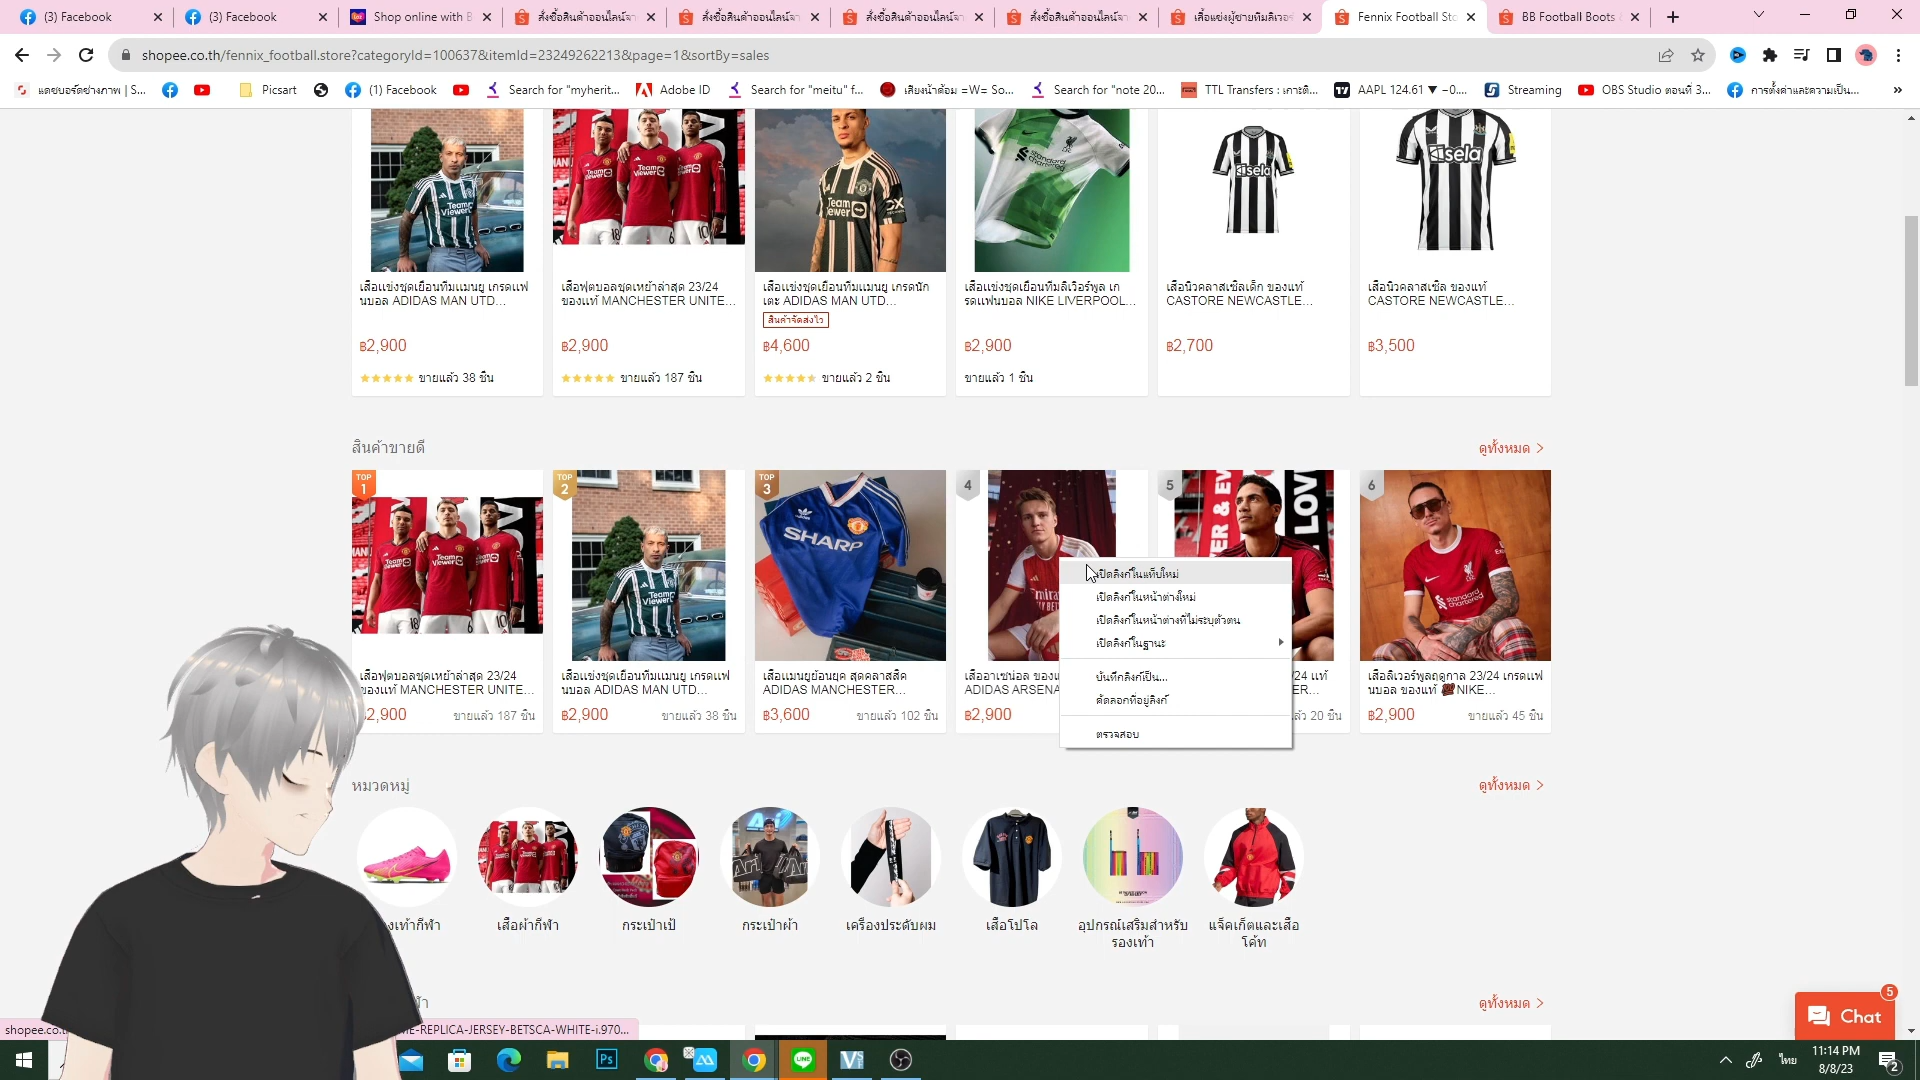 (3) Facebook
(3) Facebook
Shop online with B
สั่งซื้อสินค้าออนไลน์จา
สั่งซื้อสินค้าออนไลน์จา
สั่งซื้อสินค้าออนไลน์จา
สั่งซื้อสินค้าออนไลน์จา
เสื้อแข่งผู้ชายทีมลิเวอร์
Fennix Football Sto
BB Football Boots
shopee.co.th/fennix_football.store?categoryId=100637&itemId=23249262213&page=1&sortBy=sales
แดชบอร์ดช่างภาพ | S...
Picsart
(1) Facebook
Search for "myherit...
Adobe ID
Search for "meitu" f...
เสียงน้าค้อม =W= So...
Search for "note 20...
TTL Transfers : เกาะติ...
AAPL 124.61 ▼ −0....
Streaming
OBS Studio ตอนที่ 3...
การตั้งค่าและความเป็น...
»
เสื้อแข่งชุดเยือนทีมแมนยู เกรดแฟ
นบอล ADIDAS MAN UTD...
฿2,900
ขายแล้ว 38 ชิ้น
เสื้อฟุตบอลชุดเหย้าล่าสุด 23/24
ของแท้ MANCHESTER UNITE...
฿2,900
ขายแล้ว 187 ชิ้น
เสื้อแข่งชุดเยือนทีมแมนยู เกรดนัก
เตะ ADIDAS MAN UTD...
สินค้าจัดส่งไว
฿4,600
ขายแล้ว 2 ชิ้น
เสื้อแข่งชุดเยือนทีมลิเวิอร์พูล เก
รดแฟนบอล NIKE LIVERPOOL...
฿2,900
ขายแล้ว 1 ชิ้น
เสื้อนิวคลาสเซิลเด็ก ของแท้
CASTORE NEWCASTLE...
฿2,700
เสื้อนิวคลาสเซิล ของแท้
CASTORE NEWCASTLE...
฿3,500
สินค้าขายดี
ดูทั้งหมด >
TOP
1
TOP
2
TOP
3
4
5
6
SHARP
เสื้อฟุตบอลชุดเหย้าล่าสุด 23/24
ของแท้ MANCHESTER UNITE...
2,900
ขายแล้ว 187 ชิ้น
เสื้อแข่งชุดเยือนทีมแมนยู เกรดแฟ
นบอล ADIDAS MAN UTD...
฿2,900
ขายแล้ว 38 ชิ้น
เสื้อแมนยูย้อนยุค สุดคลาสสิค
ADIDAS MANCHESTER...
฿3,600
ขายแล้ว 102 ชิ้น
เสื้ออาเซน่อล ของแ
ADIDAS ARSENA
฿2,900
/24 แท้
ER...
ล้ว 20 ชิ้น
เสื้อลิเวอร์พูลฤดูกาล 23/24 เกรดแฟ
นบอล ของแท้ 💯NIKE...
฿2,900
ขายแล้ว 45 ชิ้น
เปิดลิงก์ในแท็บใหม่
เปิดลิงก์ในหน้าต่างใหม่
เปิดลิงก์ในหน้าต่างที่ไม่ระบุตัวตน
เปิดลิงก์ในฐานะ
บันทึกลิงก์เป็น...
คัดลอกที่อยู่ลิงก์
ตรวจสอบ
หมวดหมู่
ดูทั้งหมด >
งเท้ากีฬา
เสื้อผ้ากีฬา
กระเป๋าเป้
กระเป๋าผ้า
เครื่องประดับผม
เสื้อโปโล
อุปกรณ์เสริมสำหรับ
รองเท้า
แจ็คเก็ตและเสื้อ
โค้ท
ดูทั้งหมด >
shopee.co.t
ME-REPLICA-JERSEY-BETSCA-WHITE-i.970...
Chat
5
ไทย
11:14 PM
8/8/23
2